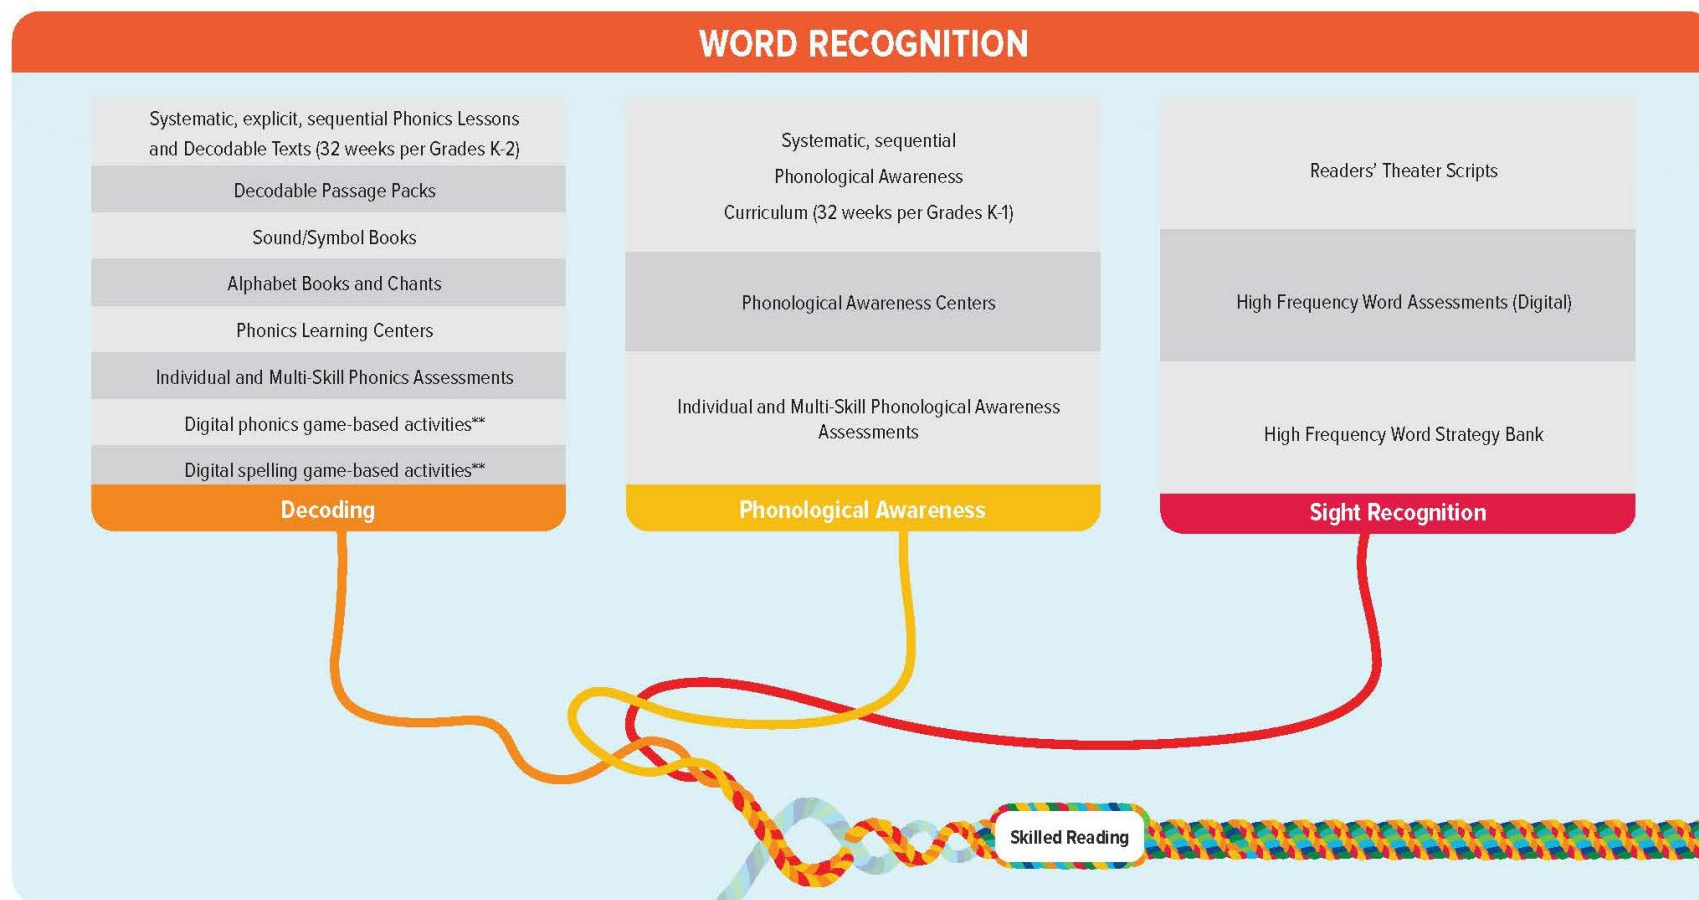 WORD RECOGNITION
Systematic, explicit, sequential Phonics Lessons
and Decodable Texts (32 weeks per Grades K-2)
Decodable Passage Packs
Sound/Symbol Books
Alphabet Books and Chants
Phonics Learning Centers
Individual and Multi-Skill Phonics Assessments
Digital phonics game-based activities**
Digital spelling game-based activities**
Decoding
Systematic, sequential
Phonological Awareness
Curriculum (32 weeks per Grades K-1)
Phonological Awareness Centers
Individual and Multi-Skill Phonological Awareness
Assessments
Phonological Awareness
Readers’ Theater Scripts
High Frequency Word Assessments (Digital)
High Frequency Word Strategy Bank
Sight Recognition
Skilled Reading